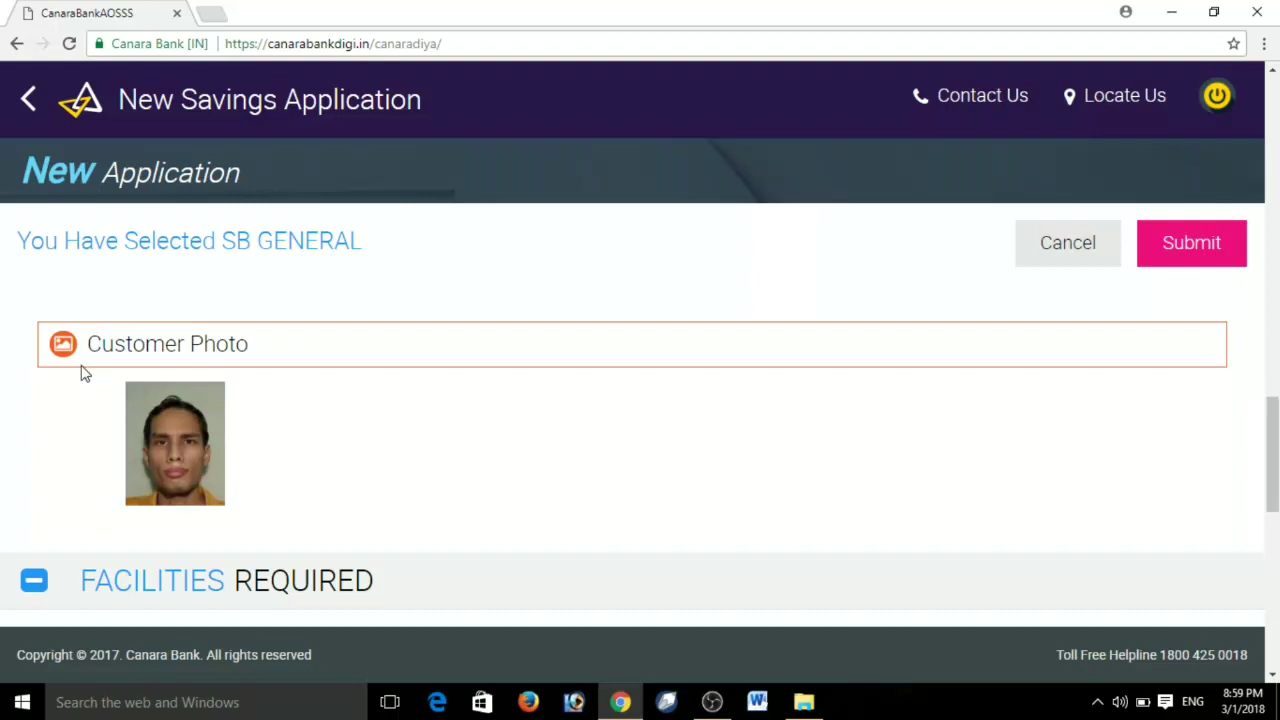 CanaraBankAOSSS
Canara Bank [IN] https://canarabankdigi.in/canaradiya/
New Savings Application
Contact Us
Locate Us
New Application
You Have Selected SB GENERAL
Cancel
Submit
Customer Photo
FACILITIES REQUIRED
Copyright © 2017. Canara Bank. All rights reserved
Toll Free Helpline 1800 425 0018
Search the web and Windows
ENG
8:59 PM
3/1/2018